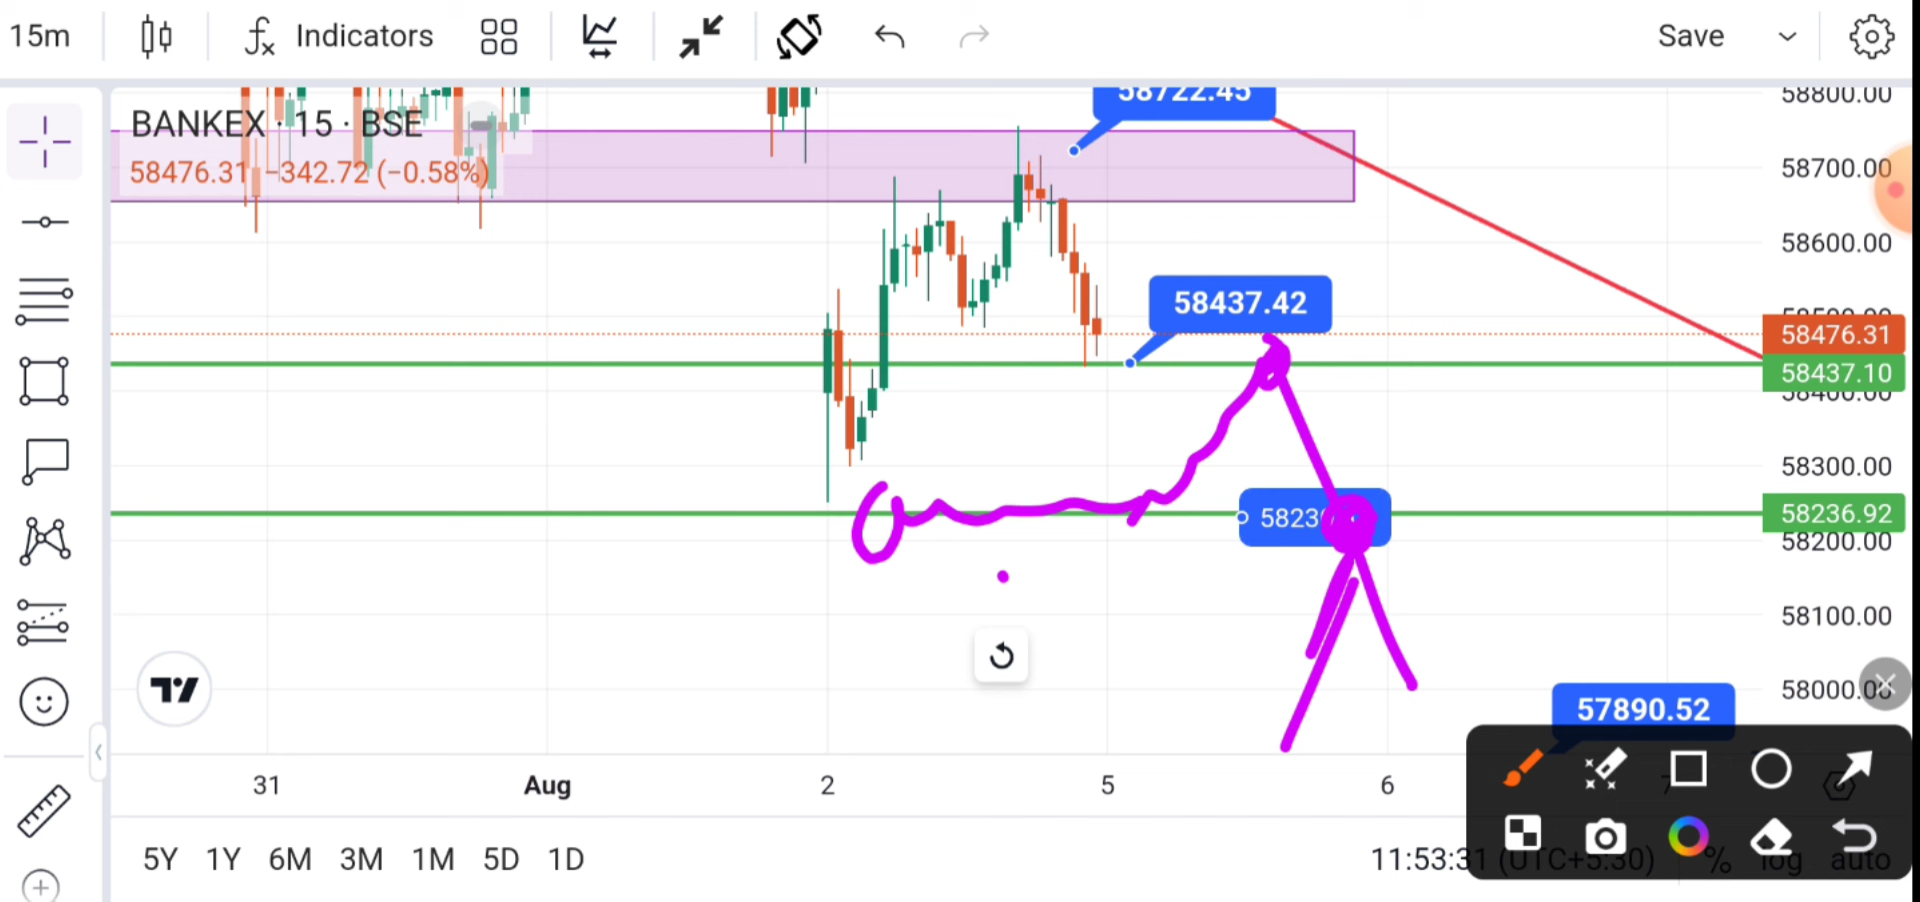 15m Indicators Save
58722.45 58800.00
BANKEX · 15 · BSE
58476.31 −342.72 (−0.58%)
58700.00
58600.00
58437.42
58476.31
58437.10
58300.00
58236.92
58200.00
58100.00
58000.00
57890.52
31 Aug 2 5 6
5Y 1Y 6M 3M 1M 5D 1D 11:53:31 (UTC+5:30) % log auto